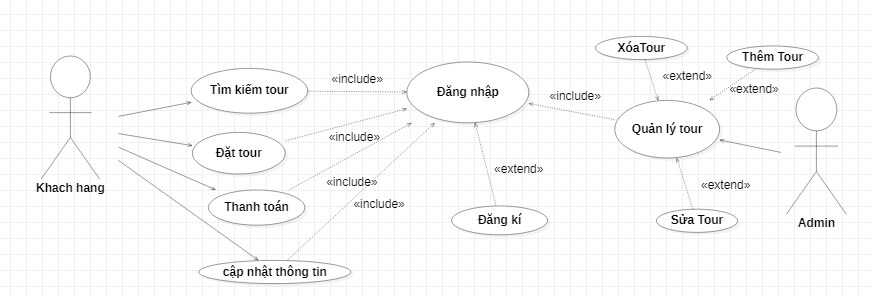 XóaTour
Thêm Tour
«extend»
«extend»
Tìm kiếm tour
«include»
Đăng nhập
«include»
Quản lý tour
Đặt tour
«include»
Khach hang
«include»
«extend»
«extend»
Thanh toán
«include»
Đăng kí
Sửa Tour
Admin
cập nhật thông tin